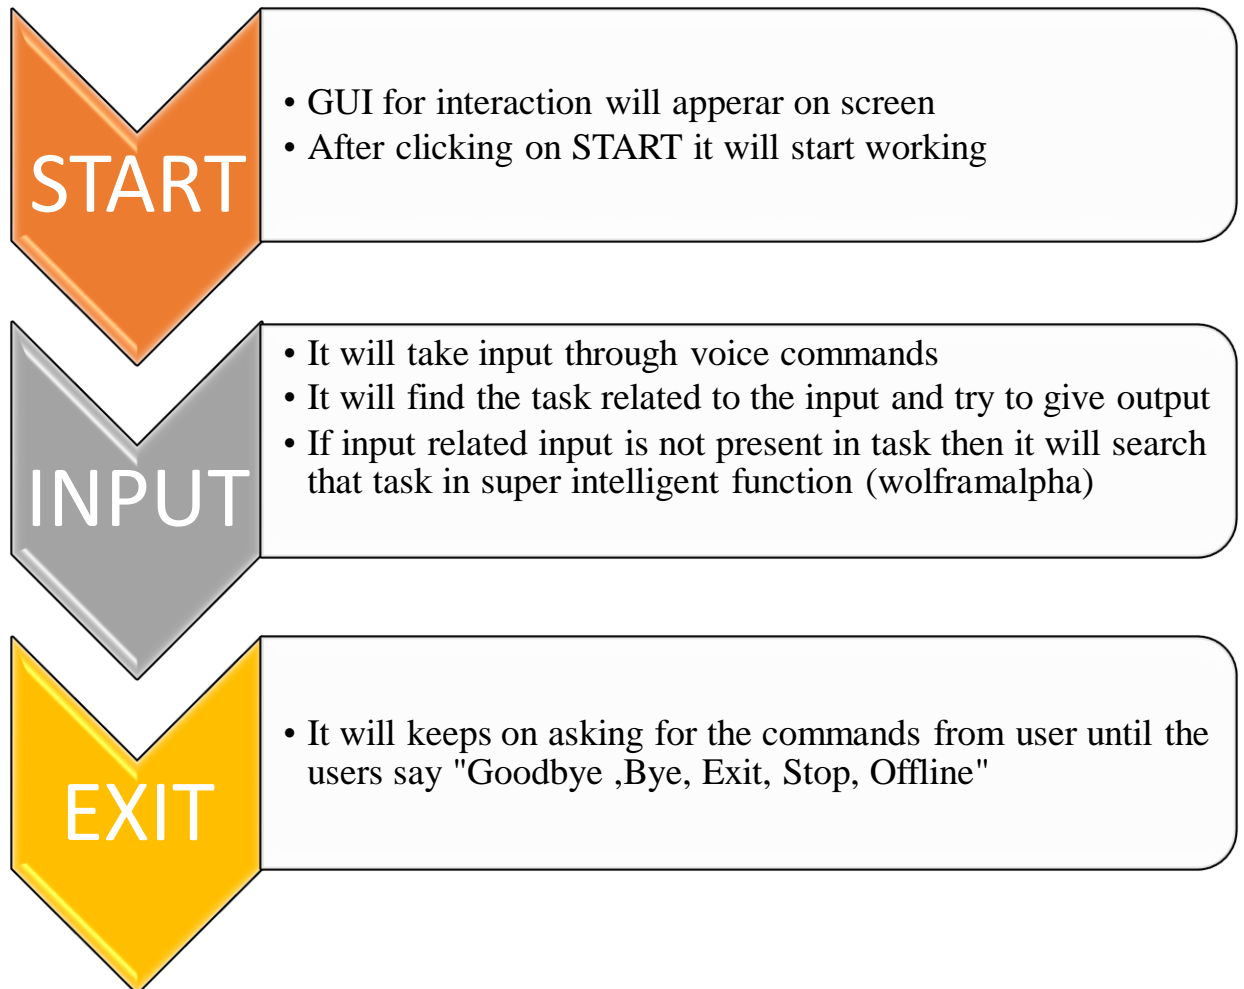 START
• GUI for interaction will apperar on screen
• After clicking on START it will start working
INPUT
• It will take input through voice commands
• It will find the task related to the input and try to give output
• If input related input is not present in task then it will search
that task in super intelligent function (wolframalpha)
EXIT
• It will keeps on asking for the commands from user until the
users say "Goodbye ,Bye, Exit, Stop, Offline"